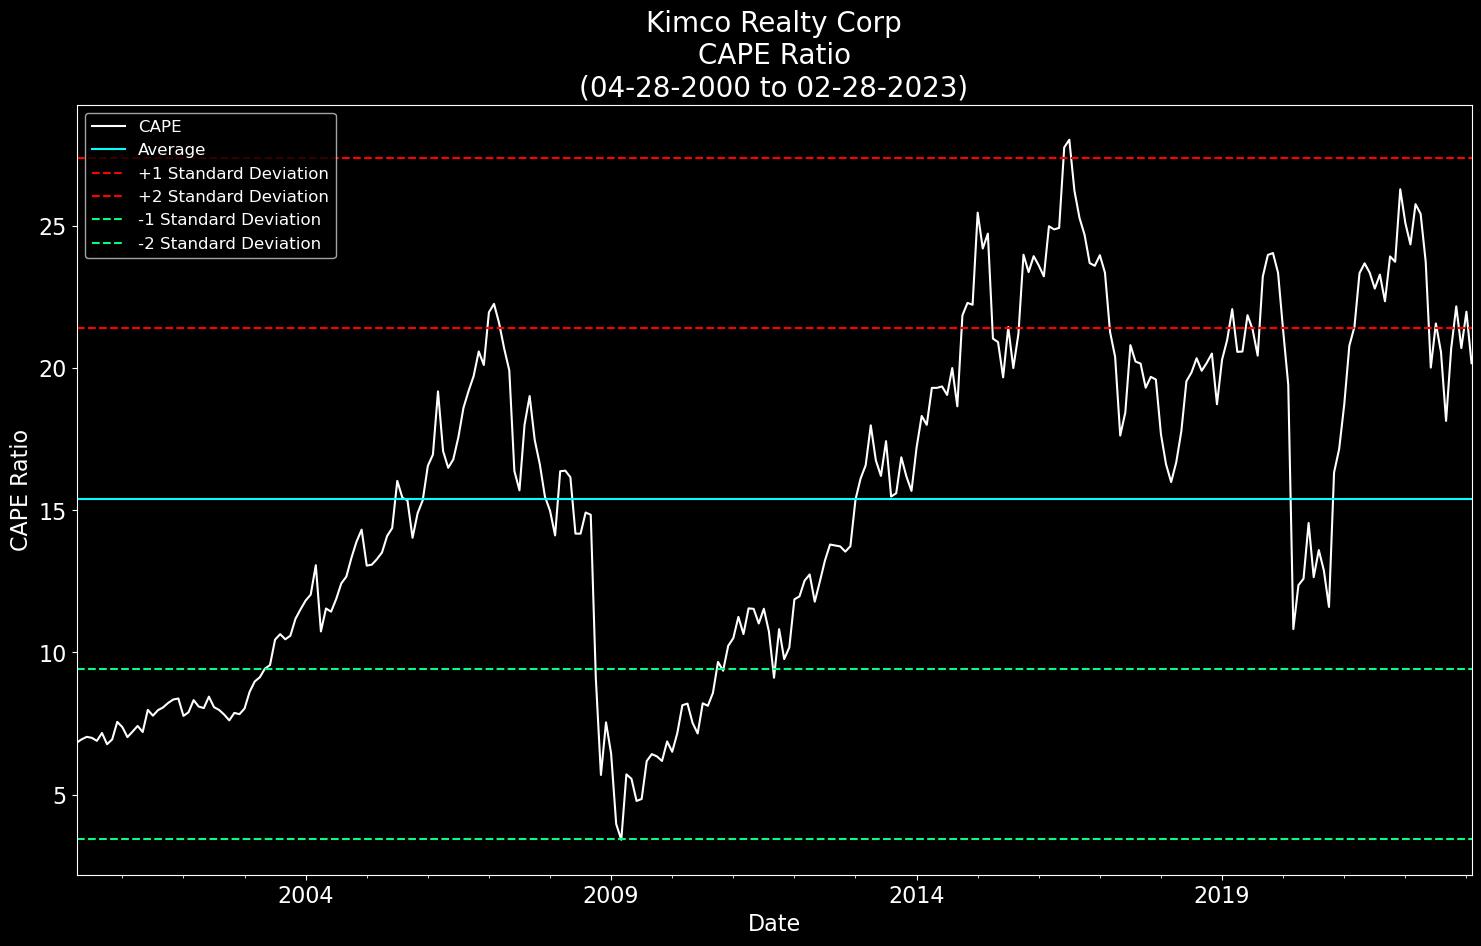 Kimco Realty Corp
CAPE Ratio
(04-28-2000 to 02-28-2023)
CAPE
Average
+1 Standard Deviation
+2 Standard Deviation
-1 Standard Deviation
-2 Standard Deviation
25
20
15
10
5
CAPE Ratio
2004 2009 2014 2019
Date